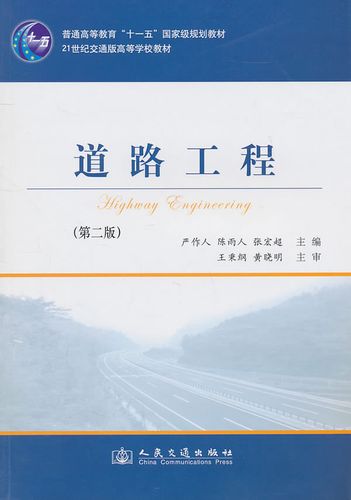 十一五
普通高等教育“十一五”国家级规划教材
21世纪交通版高等学校教材
道路工程
Highway Engineering
(第二版)
严作人 陈雨人 张宏超 主编
王秉纲 黄晓明 主审
人民交通出版社
China Communications Press